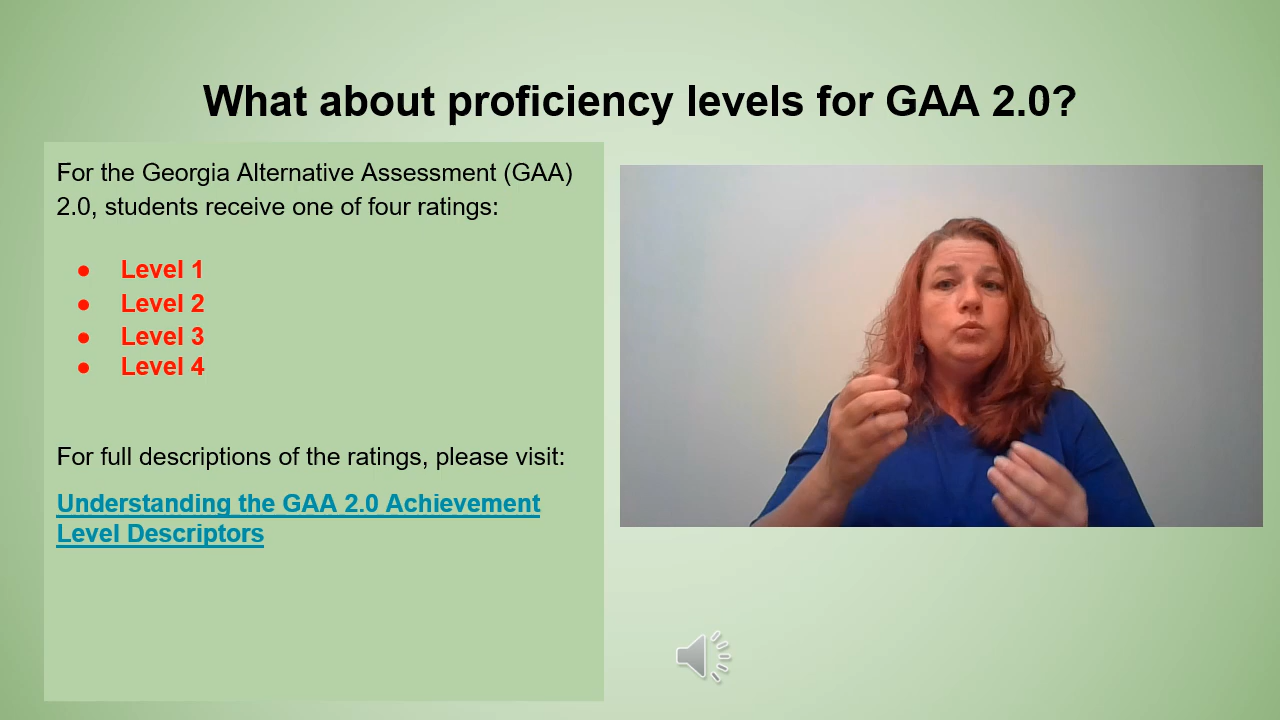 What about proficiency levels for GAA 2.0?
For the Georgia Alternative Assessment (GAA)
2.0, students receive one of four ratings:
● Level 1
● Level 2
● Level 3
● Level 4
For full descriptions of the ratings, please visit:
Understanding the GAA 2.0 Achievement
Level Descriptors